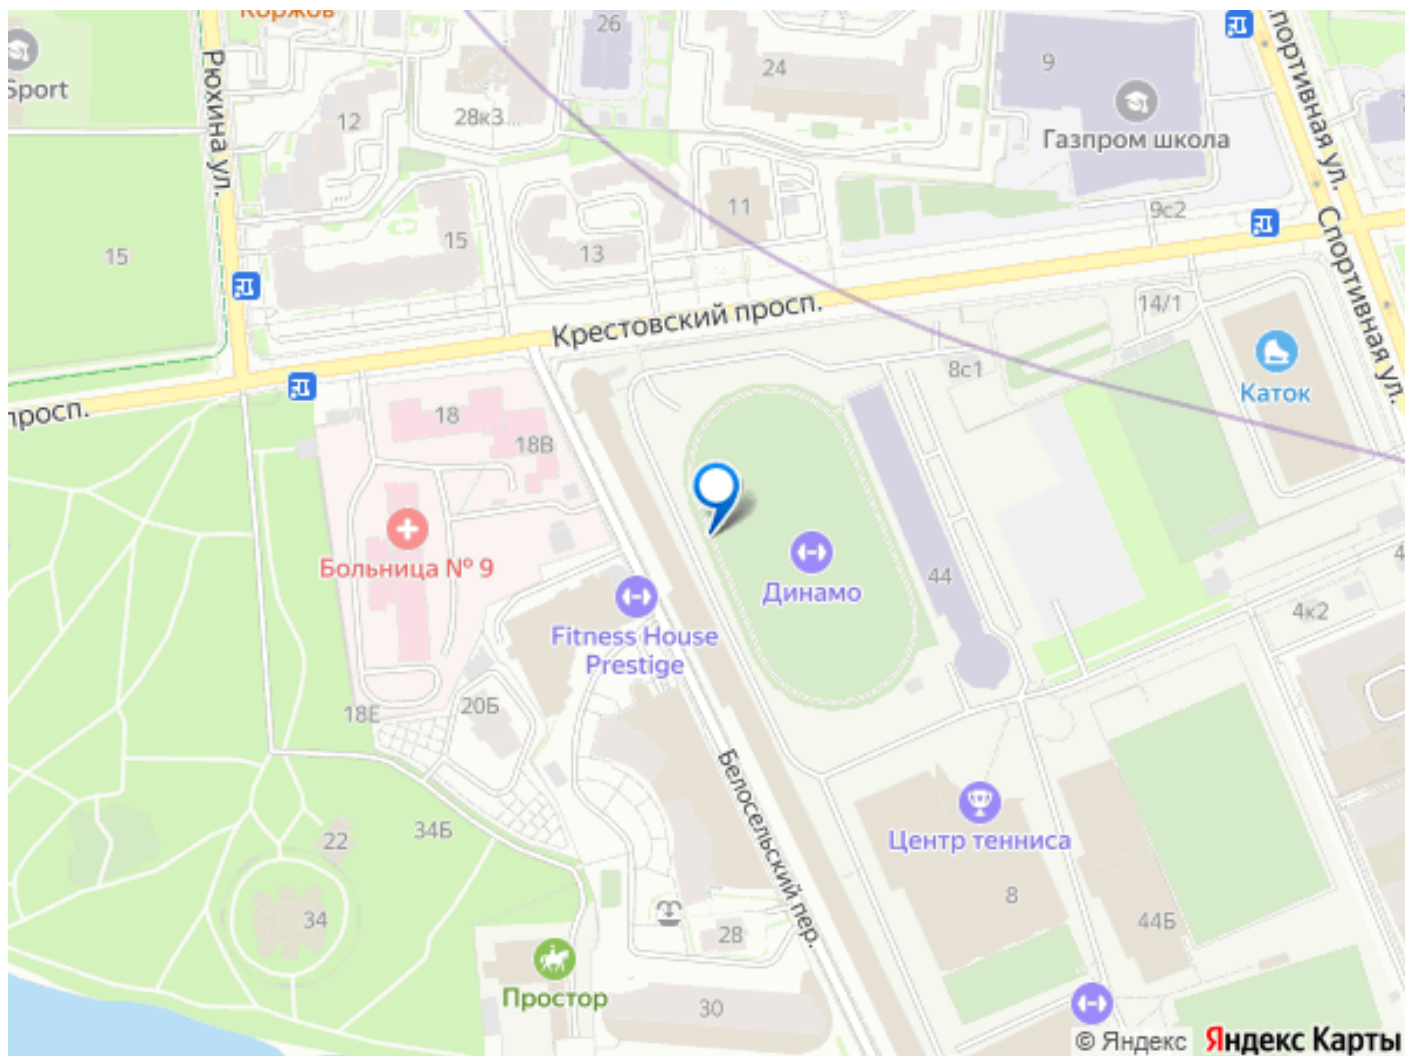 Коржов
26
24
9
Sport
Рюхина ул.
12
28к3...
Газпром школа
Спортивная ул.
9с2
11
15
15
13
Крестовский просп.
14/1
8с1
Каток
просп.
18
18В
Больница № 9
Динамо
44
4к2
Fitness House
Prestige
18Е
20Б
Белосельский пер.
Центр тенниса
34Б
22
34
8
44Б
28
Простор
30
© Яндекс Яндекс Карты
Спортивная ул.